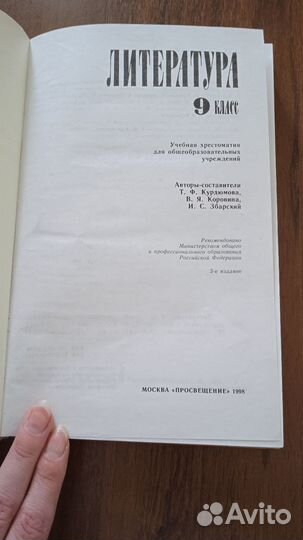 ЛИТЕРАТУРА
9 КЛАСС
Учебная хрестоматия
для общеобразовательных
учреждений
Авторы-составители
Т. Ф. Курдюмова,
В. Я. Коровина,
И. С. Збарский
Рекомендовано
Министерством общего
и профессионального образования
Российской Федерации
3-е издание
МОСКВА «ПРОСВЕЩЕНИЕ» 1998
Avito